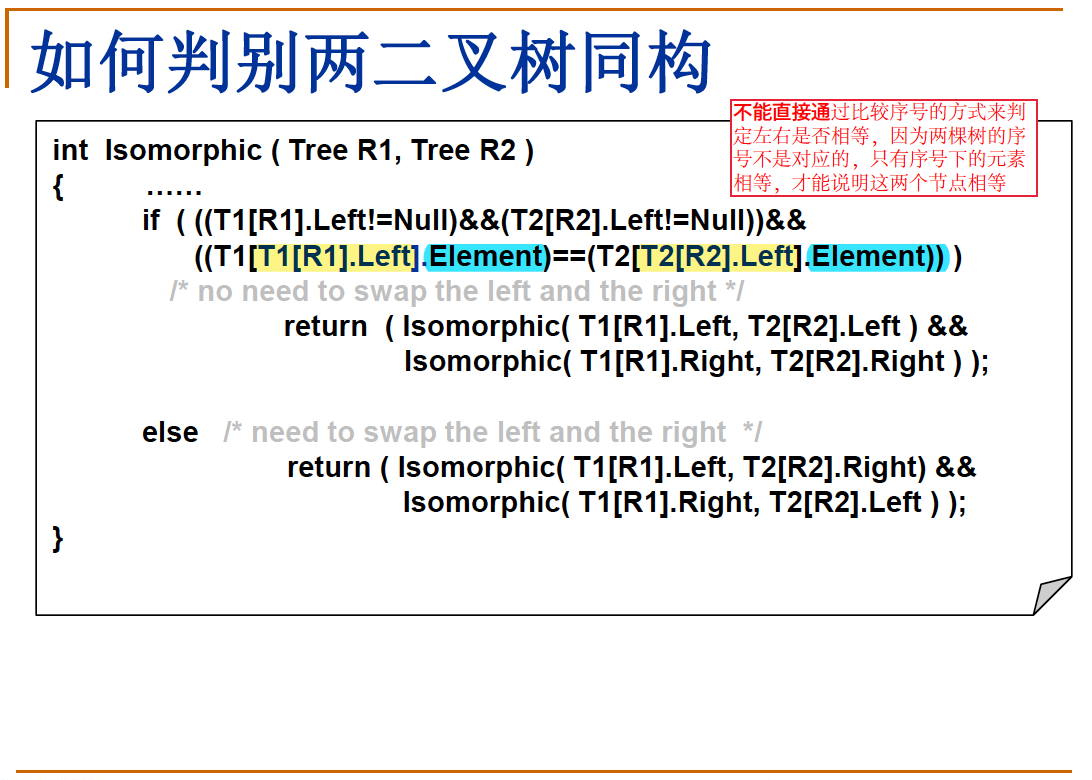 如何判别两二叉树同构
不能直接通过比较序号的方式来判
定左右是否相等，因为两棵树的序
号不是对应的，只有序号下的元素
相等，才能说明这两个节点相等
int Isomorphic ( Tree R1, Tree R2 )
{ ……
if ( ((T1[R1].Left!=Null)&&(T2[R2].Left!=Null))&&
((T1[T1[R1].Left].Element)==(T2[T2[R2].Left].Element)) )
/* no need to swap the left and the right */
return ( Isomorphic( T1[R1].Left, T2[R2].Left ) &&
Isomorphic( T1[R1].Right, T2[R2].Right ) );
else /* need to swap the left and the right */
return ( Isomorphic( T1[R1].Left, T2[R2].Right) &&
Isomorphic( T1[R1].Right, T2[R2].Left ) );
}